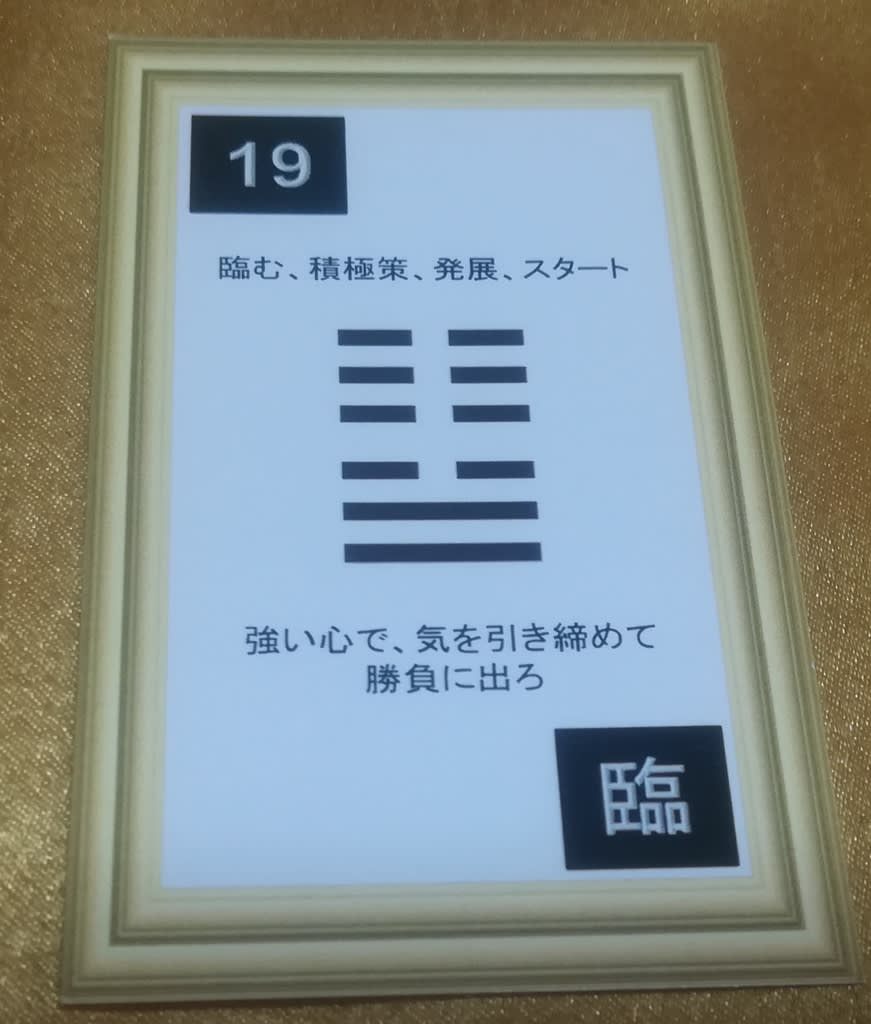 19
臨む、積極策、発展、スタート
強い心で、気を引き締めて
勝負に出ろ
臨